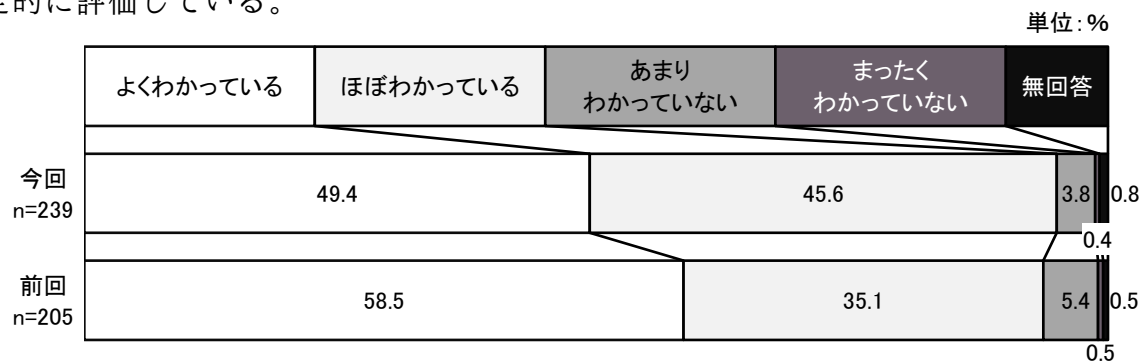 定的に評価している。
単位：%
よくわかっている
ほぼわかっている
あまり
わかっていない
まったく
わかっていない
無回答
今回
n=239
49.4
45.6
3.8
0.4
0.8
前回
n=205
58.5
35.1
5.4
0.5
0.5